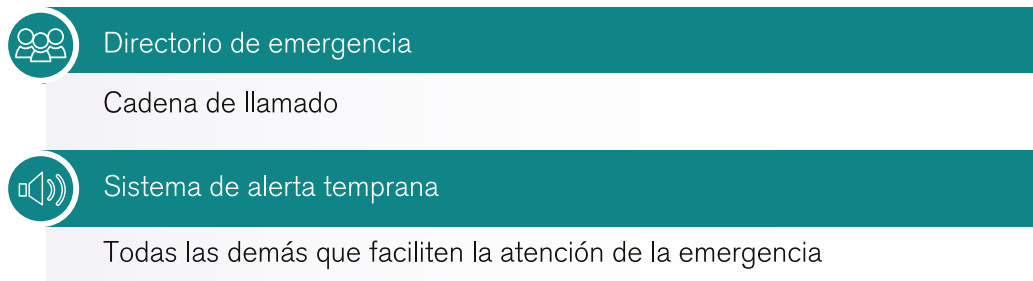 Directorio de emergencia
Cadena de llamado
Sistema de alerta temprana
Todas las demás que faciliten la atención de la emergencia